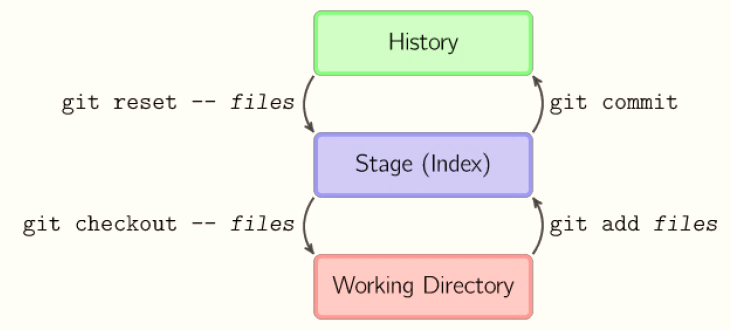 History
git reset -- files
git commit
Stage (Index)
git checkout -- files
git add files
Working Directory